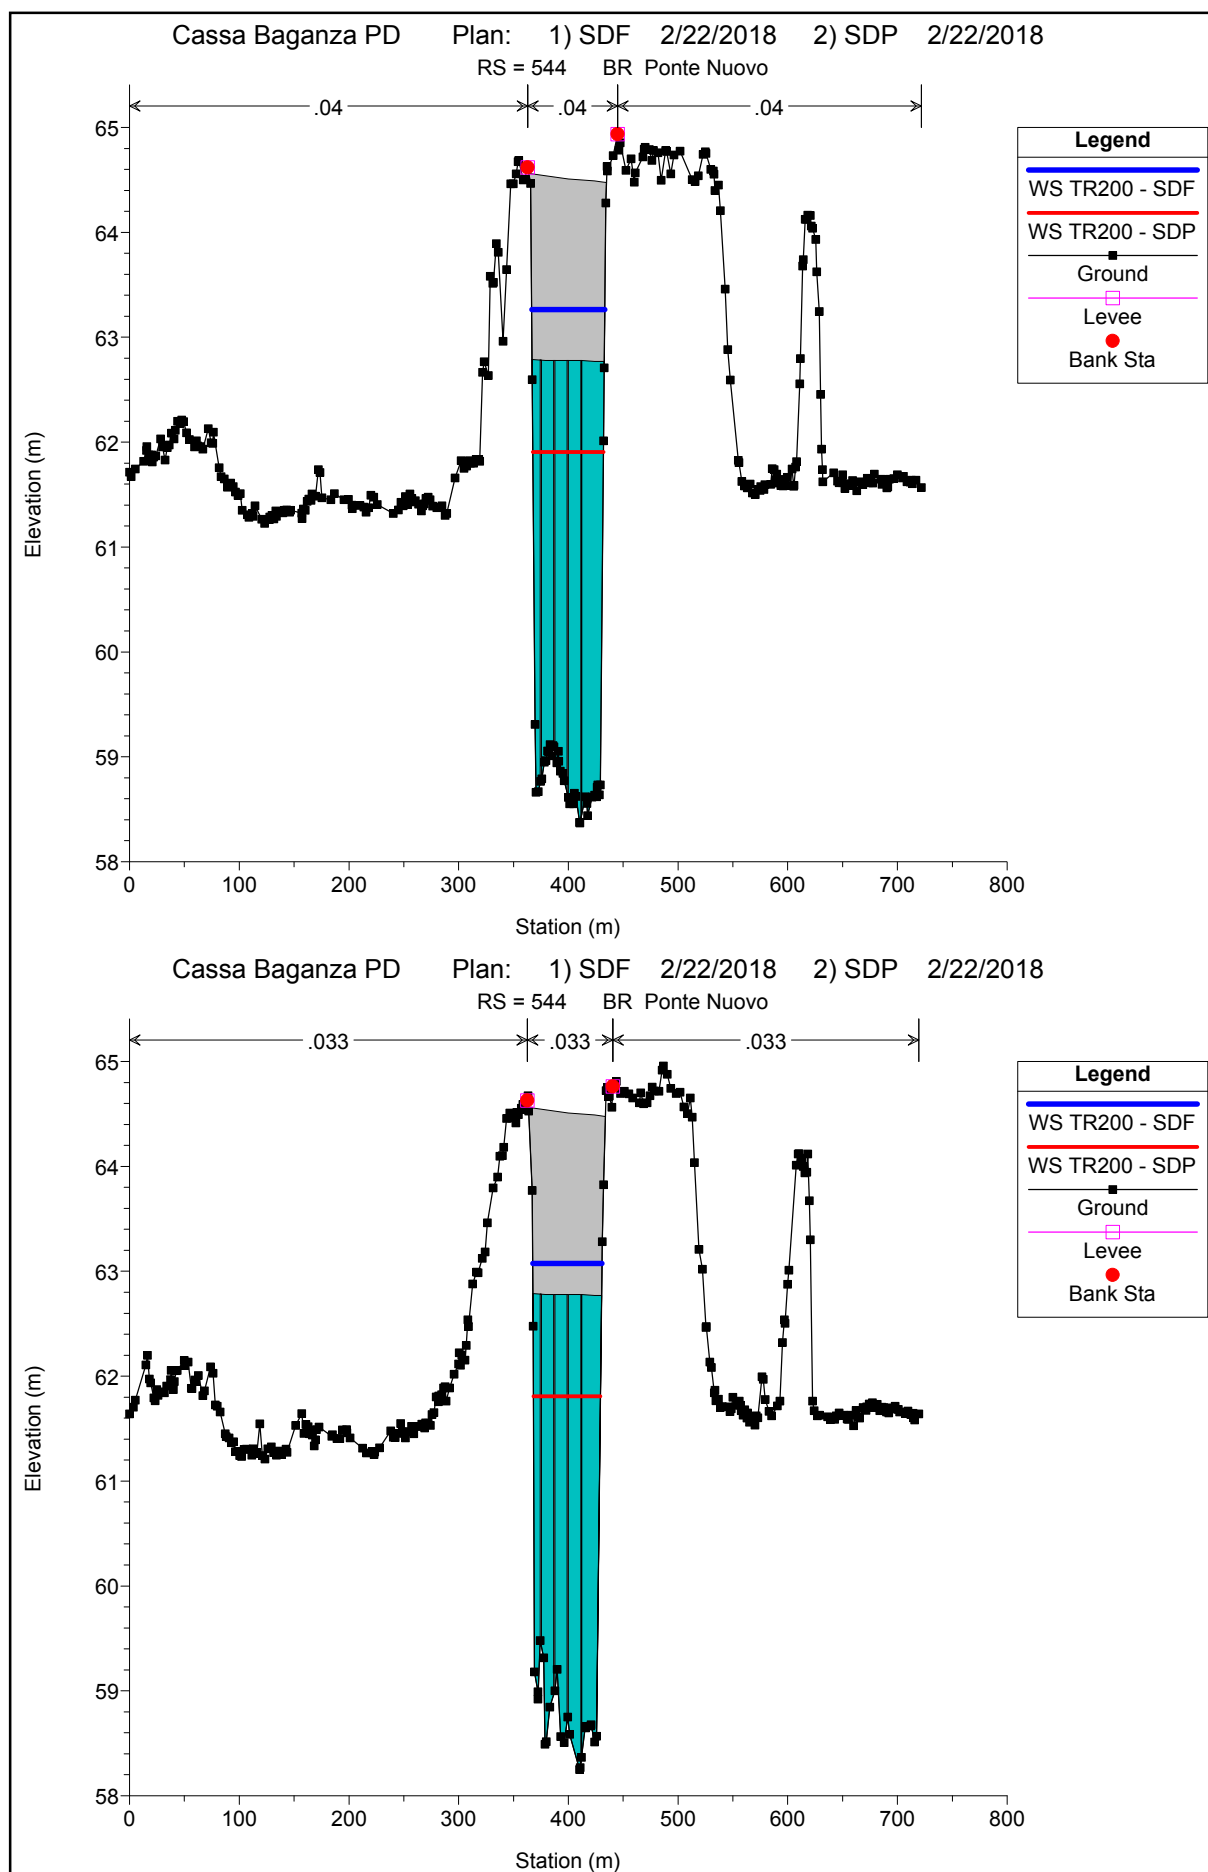 Cassa Baganza PD Plan: 1) SDF 2/22/2018 2) SDP 2/22/2018
RS = 544 BR Ponte Nuovo
.04 .04 .04
65
64
63
62
61
60
59
58
Elevation (m)
0 100 200 300 400 500 600 700 800
Station (m)
Legend
WS TR200 - SDF
WS TR200 - SDP
Ground
Levee
Bank Sta
Cassa Baganza PD Plan: 1) SDF 2/22/2018 2) SDP 2/22/2018
RS = 544 BR Ponte Nuovo
.033 .033 .033
65
64
63
62
61
60
59
58
Elevation (m)
0 100 200 300 400 500 600 700 800
Station (m)
Legend
WS TR200 - SDF
WS TR200 - SDP
Ground
Levee
Bank Sta